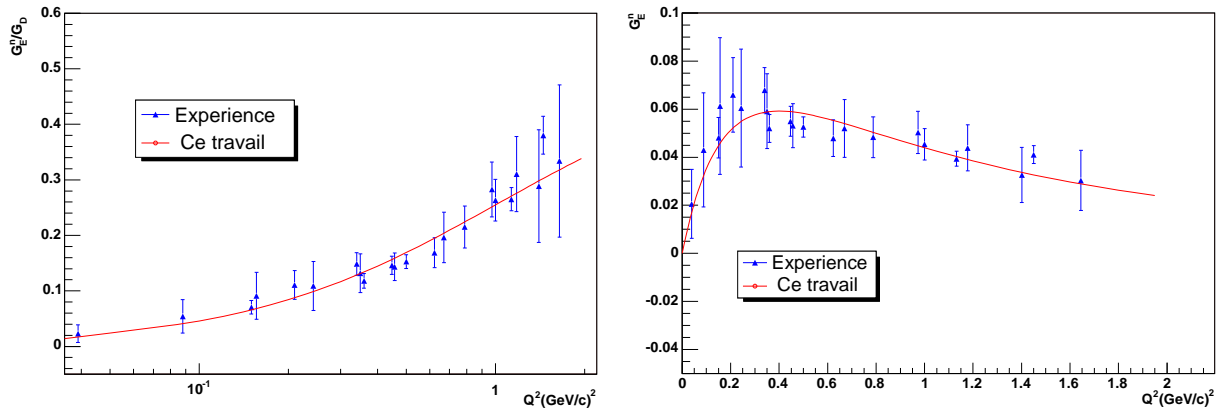 G_E^n/G_D
0.6
0.5
0.4
0.3
0.2
0.1
0
Experience
Ce travail
10^-1
1
Q^2(GeV/c)^2
G_E^n
0.1
0.08
0.06
0.04
0.02
0
-0.02
-0.04
Experience
Ce travail
0 0.2 0.4 0.6 0.8 1 1.2 1.4 1.6 1.8 2
Q^2(GeV/c)^2